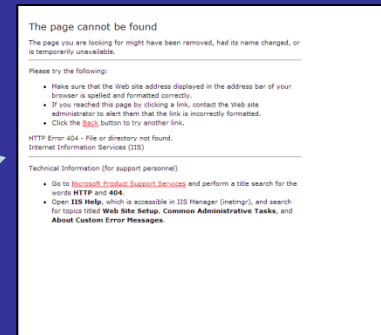 The page cannot be found
The page you are looking for might have been removed, had its name changed, or
is temporarily unavailable.
Please try the following:
• Make sure that the Web site address displayed in the address bar of your
browser is spelled and formatted correctly.
• If you reached this page by clicking a link, contact the Web site
administrator to alert them that the link is incorrectly formatted.
• Click the Back button to try another link.
HTTP Error 404 - File or directory not found.
Internet Information Services (IIS)
Technical Information (for support personnel)
• Go to Microsoft Product Support Services and perform a title search for the
words HTTP and 404.
• Open IIS Help, which is accessible in IIS Manager (inetmgr), and search
for topics titled Web Site Setup, Common Administrative Tasks, and
About Custom Error Messages.